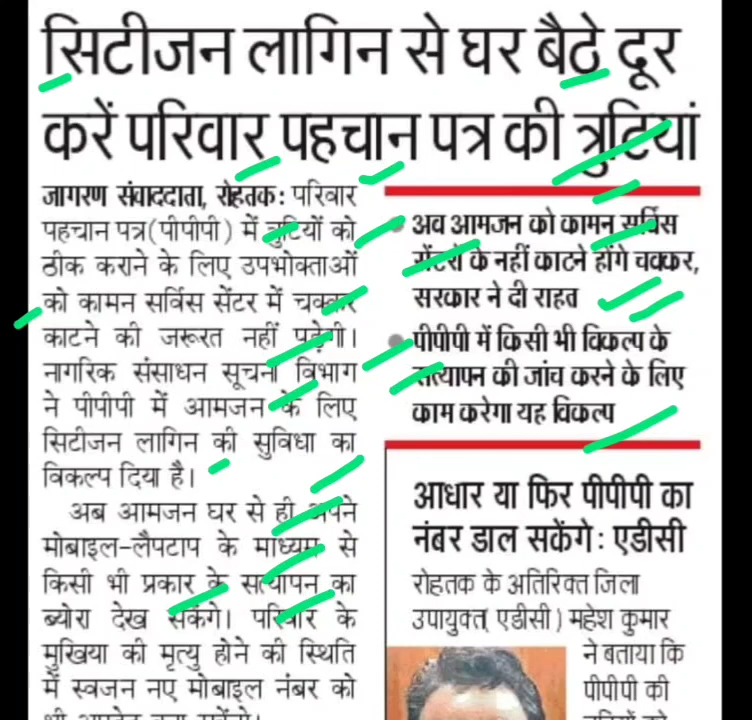 सिटीजन लागिन से घर बैठे दूर
करें परिवार पहचान पत्र की त्रुटियां
जागरण संवाददाता, रोहतक: परिवार
पहचान पत्र(पीपीपी) में त्रुटियों को
ठीक कराने के लिए उपभोक्ताओं
को कामन सर्विस सेंटर में चक्कर
काटने की जरूरत नहीं पड़ेगी।
नागरिक संसाधन सूचना विभाग
ने पीपीपी में आमजन के लिए
सिटीजन लागिन की सुविधा का
विकल्प दिया है।
अब आमजन घर से ही अपने
मोबाइल-लैपटाप के माध्यम से
किसी भी प्रकार के सत्यापन का
ब्योरा देख सकेंगे। परिवार के
मुखिया की मृत्यु होने की स्थिति
में स्वजन नए मोबाइल नंबर को
अब आमजन को कामन सर्विस
सेंटरों के नहीं काटने होंगे चक्कर,
सरकार ने दी राहत
पीपीपी में किसी भी विकल्प के
सत्यापन की जांच करने के लिए
काम करेगा यह विकल्प
आधार या फिर पीपीपी का
नंबर डाल सकेंगे: एडीसी
रोहतक के अतिरिक्त जिला
उपायुक्त( एडीसी ) महेश कुमार
ने बताया कि
पीपीपी की